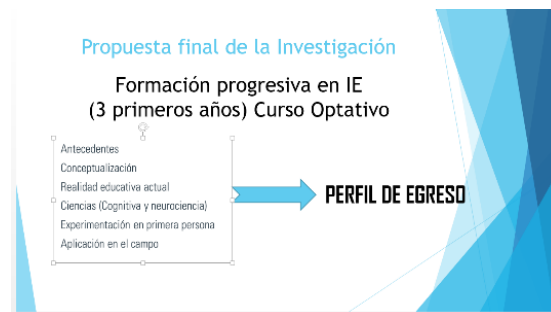 Propuesta final de la Investigación
Formación progresiva en IE
(3 primeros años) Curso Optativo
Antecedentes
Conceptualización
Realidad educativa actual
Ciencias (Cognitiva y neurociencia)
Experimentación en primera persona
Aplicación en el campo
PERFIL DE EGRESO